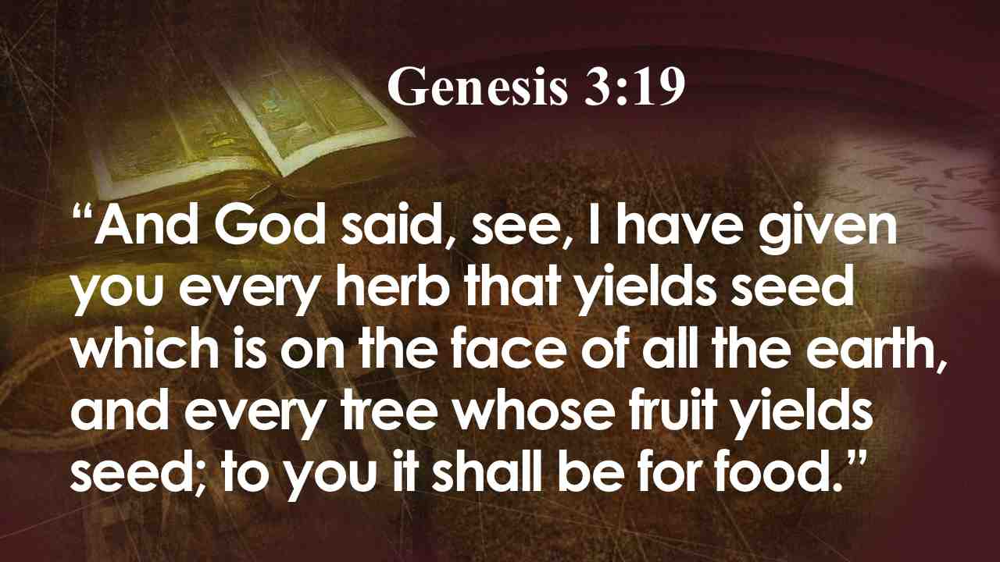 Genesis 3:19
“And God said, see, I have given
you every herb that yields seed
which is on the face of all the earth,
and every tree whose fruit yields
seed; to you it shall be for food.”